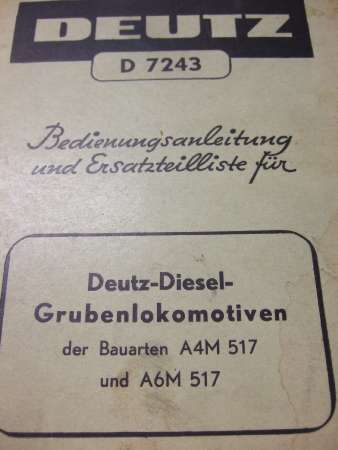 DEUTZ
D 7243
Bedienungsanleitung
und Ersatzteilliste für
Deutz-Diesel-
Grubenlokomotiven
der Bauarten A4M 517
und A6M 517